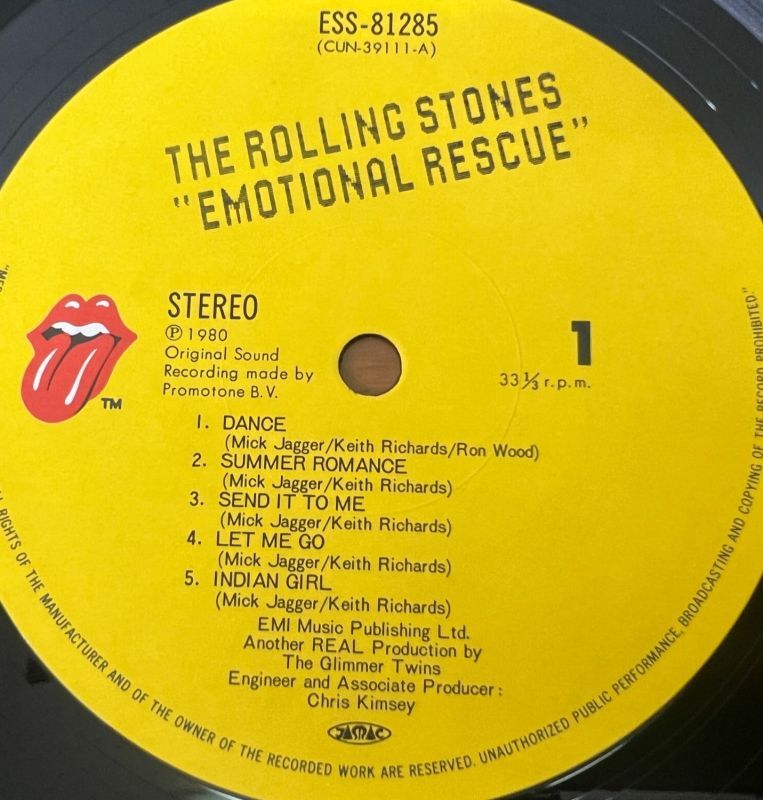 ESS-81285
(CUN-39111-A)
THE ROLLING STONES
"EMOTIONAL RESCUE"
STEREO
Ⓟ 1980
Original Sound
Recording made by
Promotone B.V.
1
33⅓ r.p.m.
TM
1. DANCE
(Mick Jagger/Keith Richards/Ron Wood)
2. SUMMER ROMANCE
(Mick Jagger/Keith Richards)
3. SEND IT TO ME
(Mick Jagger/Keith Richards)
4. LET ME GO
(Mick Jagger/Keith Richards)
5. INDIAN GIRL
(Mick Jagger/Keith Richards)
EMI Music Publishing Ltd.
Another REAL Production by
The Glimmer Twins
Engineer and Associate Producer:
Chris Kimsey
JASRAC
RIGHTS OF THE MANUFACTURER AND OF THE OWNER OF THE RECORDED WORK ARE RESERVED. UNAUTHORIZED PUBLIC PERFORMANCE, BROADCASTING AND COPYING OF THE RECORD PROHIBITED."